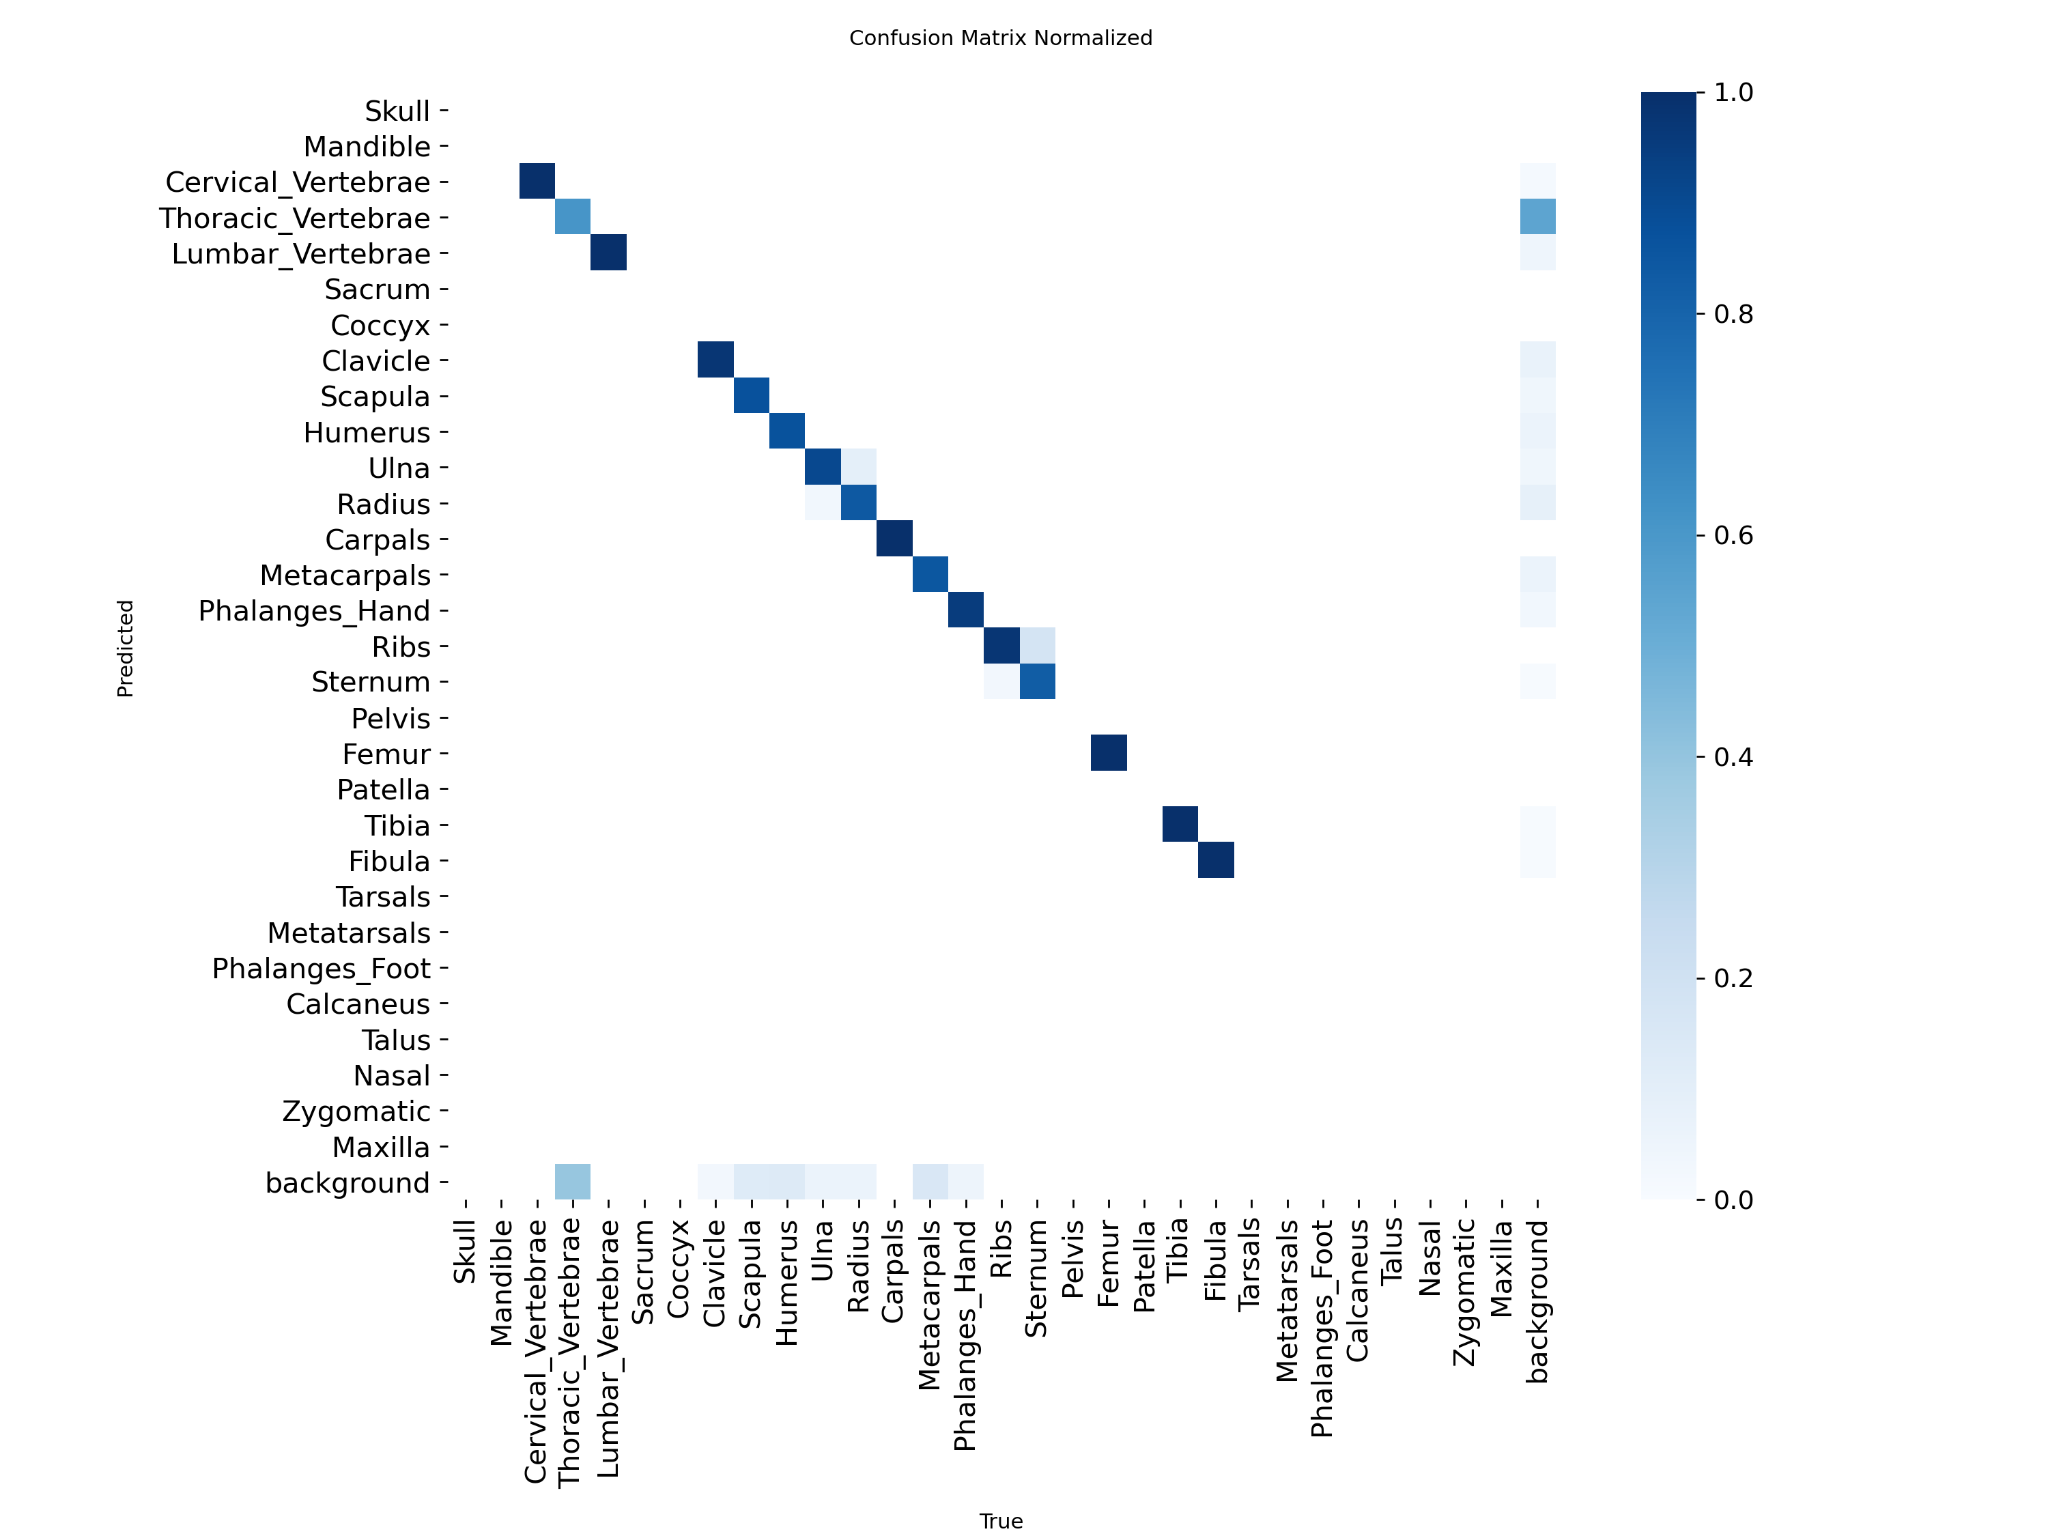 Confusion Matrix Normalized
Skull
Mandible
Cervical_Vertebrae
Thoracic_Vertebrae
Lumbar_Vertebrae
Sacrum
Coccyx
Clavicle
Scapula
Humerus
Ulna
Radius
Carpals
Metacarpals
Phalanges_Hand
Ribs
Sternum
Pelvis
Femur
Patella
Tibia
Fibula
Tarsals
Metatarsals
Phalanges_Foot
Calcaneus
Talus
Nasal
Zygomatic
Maxilla
background
Predicted
Skull
Mandible
Cervical_Vertebrae
Thoracic_Vertebrae
Lumbar_Vertebrae
Sacrum
Coccyx
Clavicle
Scapula
Humerus
Ulna
Radius
Carpals
Metacarpals
Phalanges_Hand
Ribs
Sternum
Pelvis
Femur
Patella
Tibia
Fibula
Tarsals
Metatarsals
Phalanges_Foot
Calcaneus
Talus
Nasal
Zygomatic
Maxilla
background
True
1.0
0.8
0.6
0.4
0.2
0.0